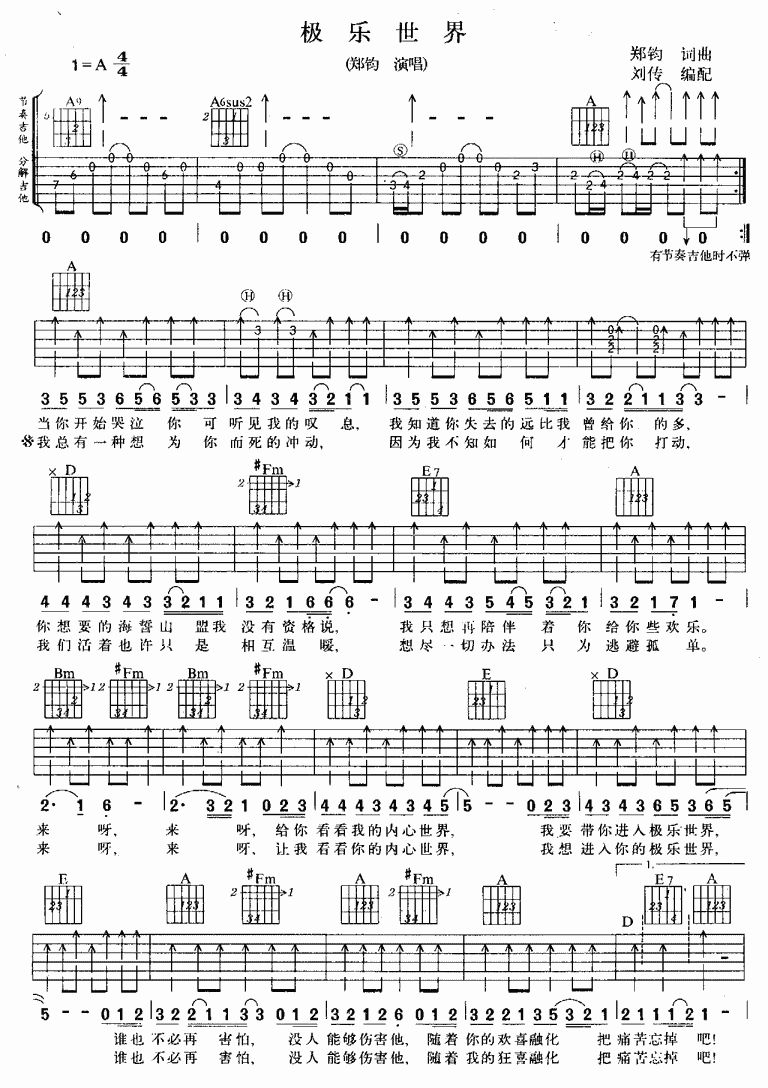 极乐世界
1=A 4/4
(郑钧 演唱)
郑钧 词曲
刘传 编配
节奏吉他
分解吉他
A9 A6sus2 A
0 0 0 0 | 0 0 0 0 | 0 0 0 0 | 0 0 0 0 :||
有节奏吉他时不弹
A
3 5 5 3 6 5 6 5 3 3 | 3 4 3 4 3 2 1 1 | 3 5 5 3 6 5 6 5 1 1 | 3 2 2 1 1 3 3 -
当你开始哭泣 你 可 听见我的叹 息, 我知道你失去的远比我 曾给你 的多,
※我总有一种想 为 你 而死的冲动, 因为我不知如 何 才 能把你 打动,
D #Fm E7 A
4 4 4 3 4 3 3 2 1 1 | 3 2 1 6 6 6 - | 3 4 3 4 3 4 5 3 2 1 | 3 2 1 7 1 -
你想要的海誓山 盟我 没有资格说, 我只想再陪伴 着 你 给你些欢乐。
我们活着也许只 是 相互温 暖, 想尽一切办法 只 为 逃避孤 单。
Bm #Fm Bm #Fm D E D
2· 1 6 - | 2· 3 2 1 0 2 3 | 4 4 3 4 3 4 3 4 5 | 5 - - 0 2 3 | 4 3 4 3 6 5 3 6 5
来 呀, 来 呀, 给你 看看我的内心世界, 我要 带你进入极乐世界,
来 呀, 来 呀, 让我 看看你的内心世界, 我想 进入你的极乐世界,
1.
E A #Fm A #Fm A D E7 A
5 - - 0 1 2 | 3 2 2 2 1 1 3 3 0 1 2 | 3 2 1 2 6 0 1 2 | 3 2 2 1 3 5 3 3 2 1 | 2 1 1 1 1 2 1 -
谁也 不必再 害怕, 没人 能够伤害他, 随着 你的欢喜融化 把 痛苦忘掉 吧!
谁也 不必再 害怕, 没人 能够伤害他, 随着 我的狂喜融化 把 痛苦忘掉 吧!